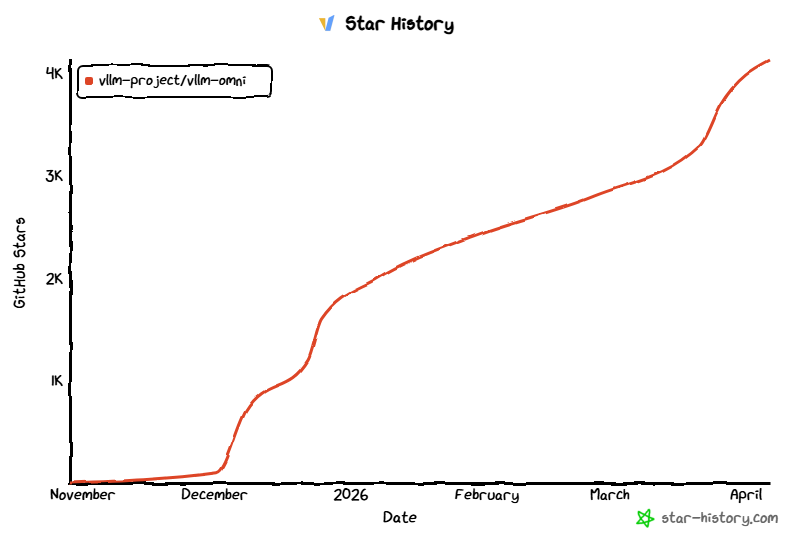 Star History
4K
vllm-project/vllm-omni
3K
2K
1K
GitHub Stars
November December 2026 February March April
Date
star-history.com